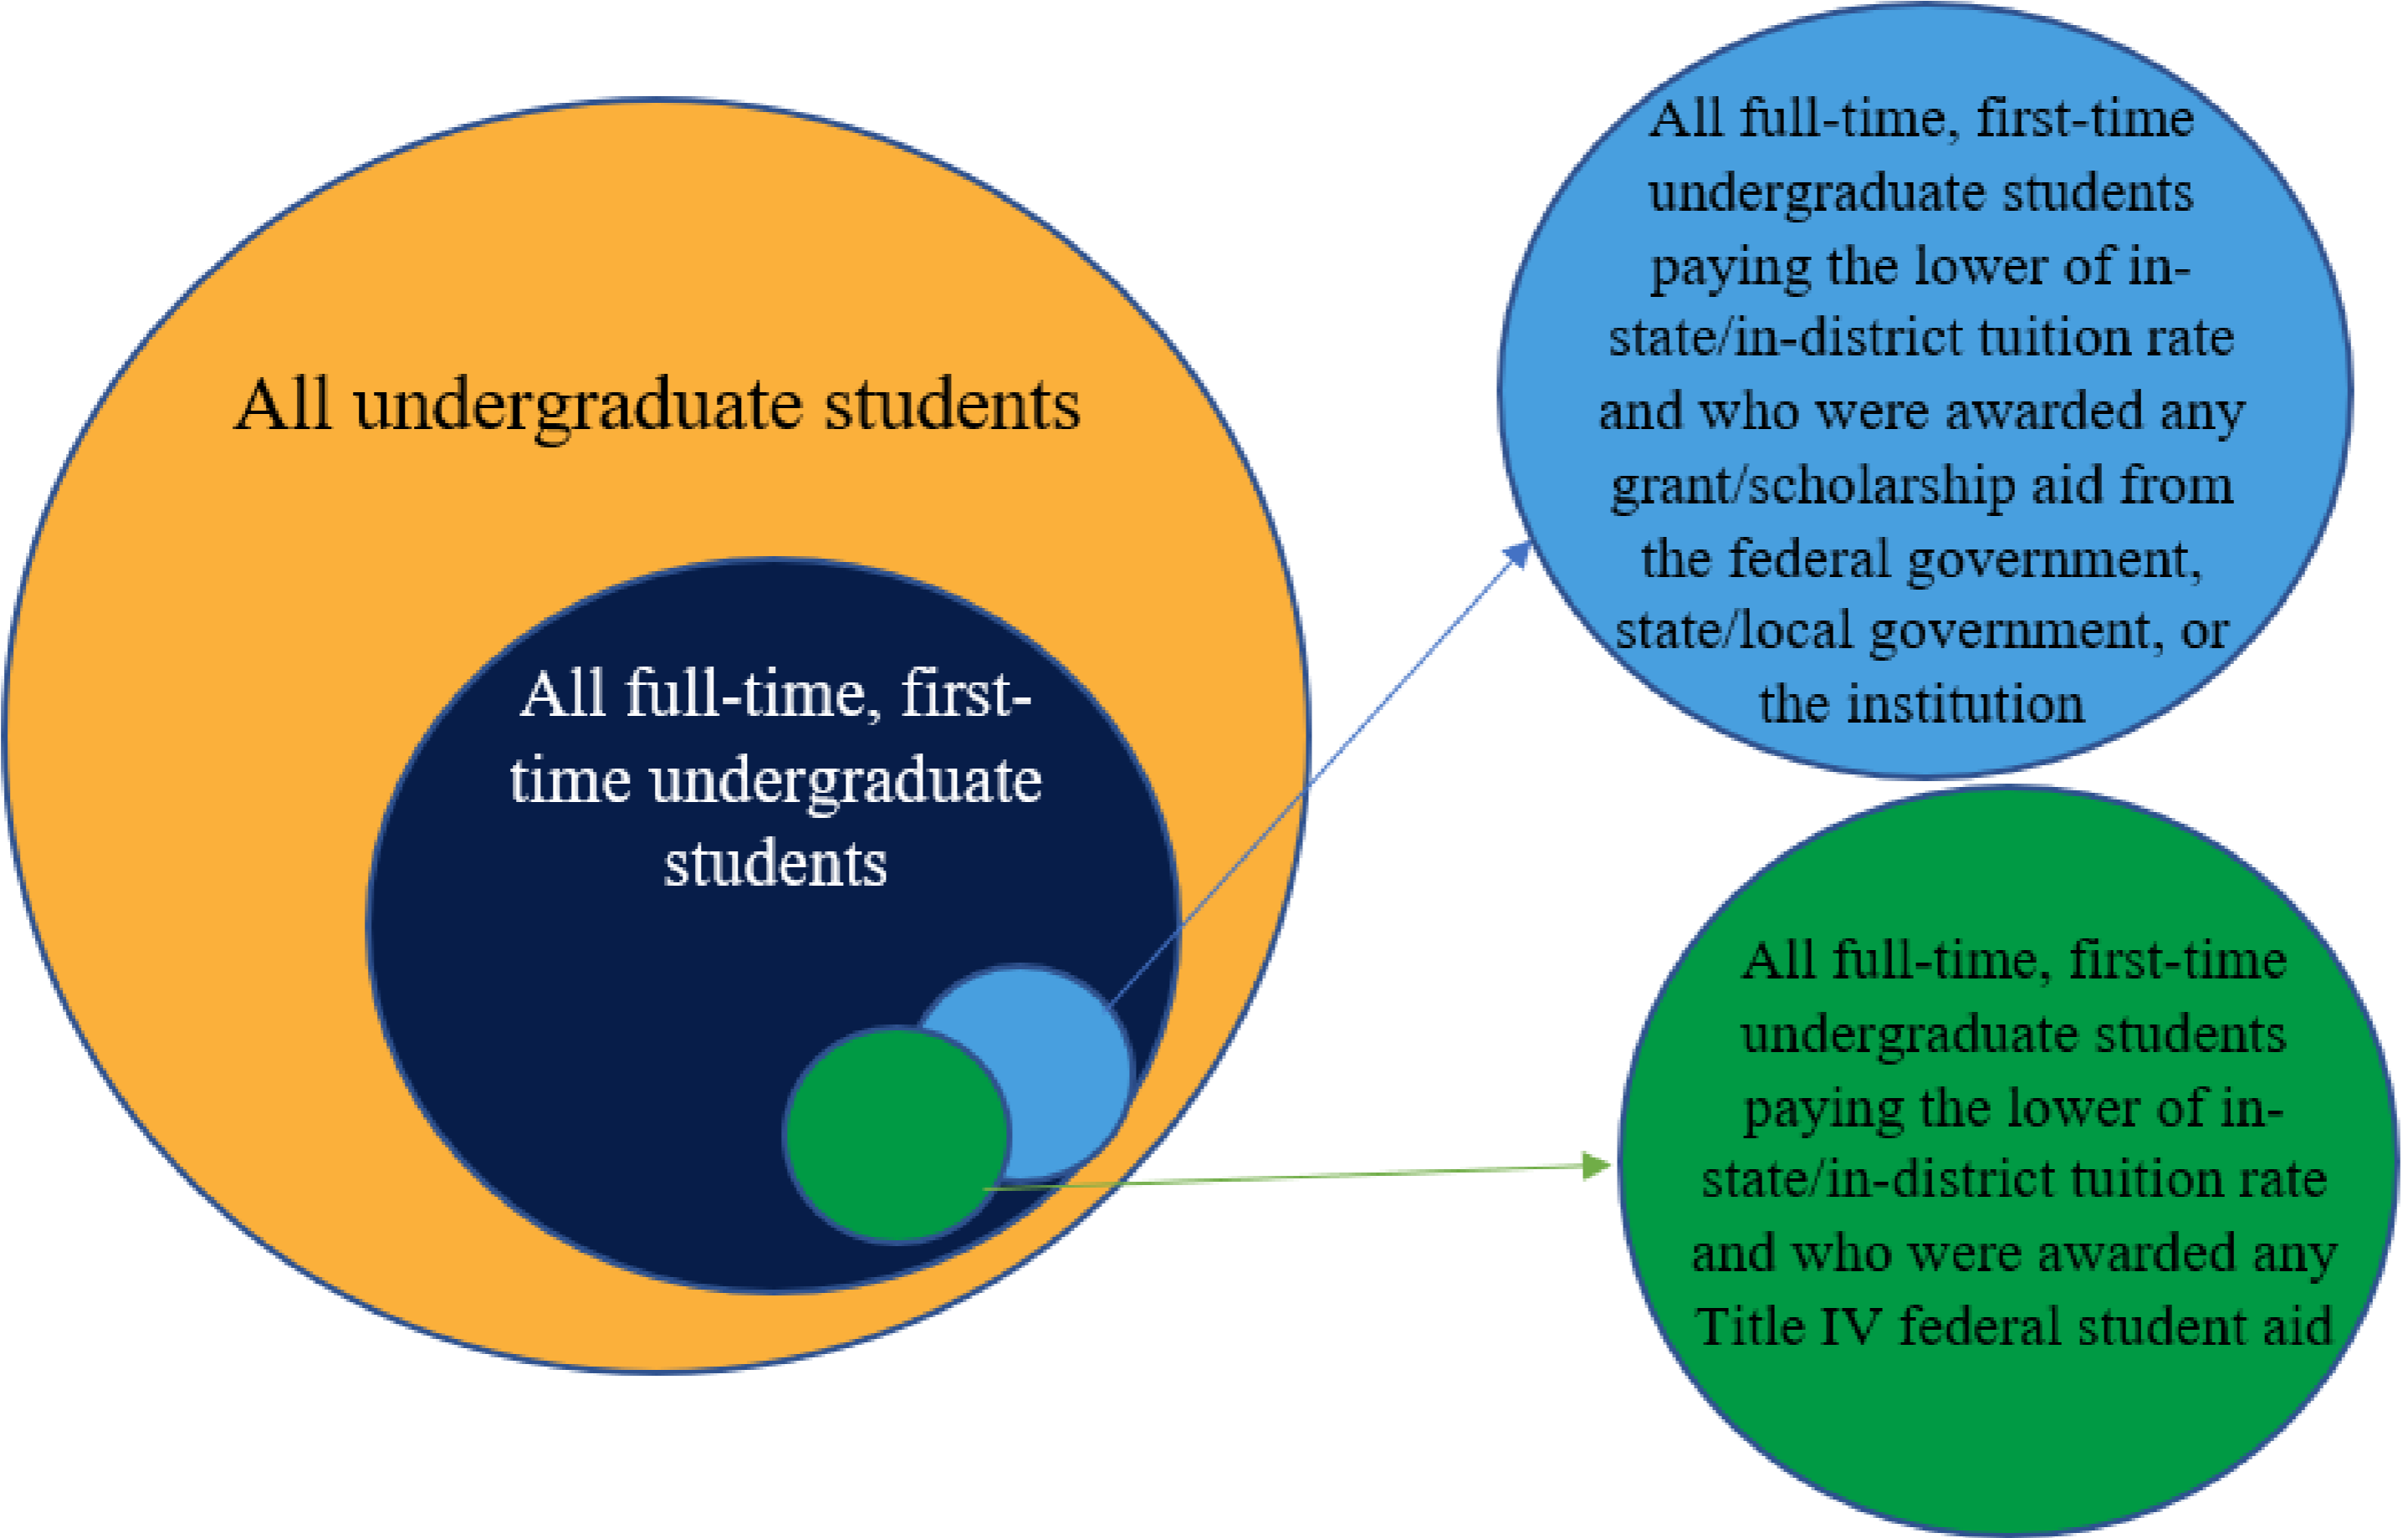 All undergraduate students
All full-time, first-
time undergraduate
students
All full-time, first-time
undergraduate students
paying the lower of in-
state/in-district tuition rate
and who were awarded any
grant/scholarship aid from
the federal government,
state/local government, or
the institution
All full-time, first-time
undergraduate students
paying the lower of in-
state/in-district tuition rate
and who were awarded any
Title IV federal student aid